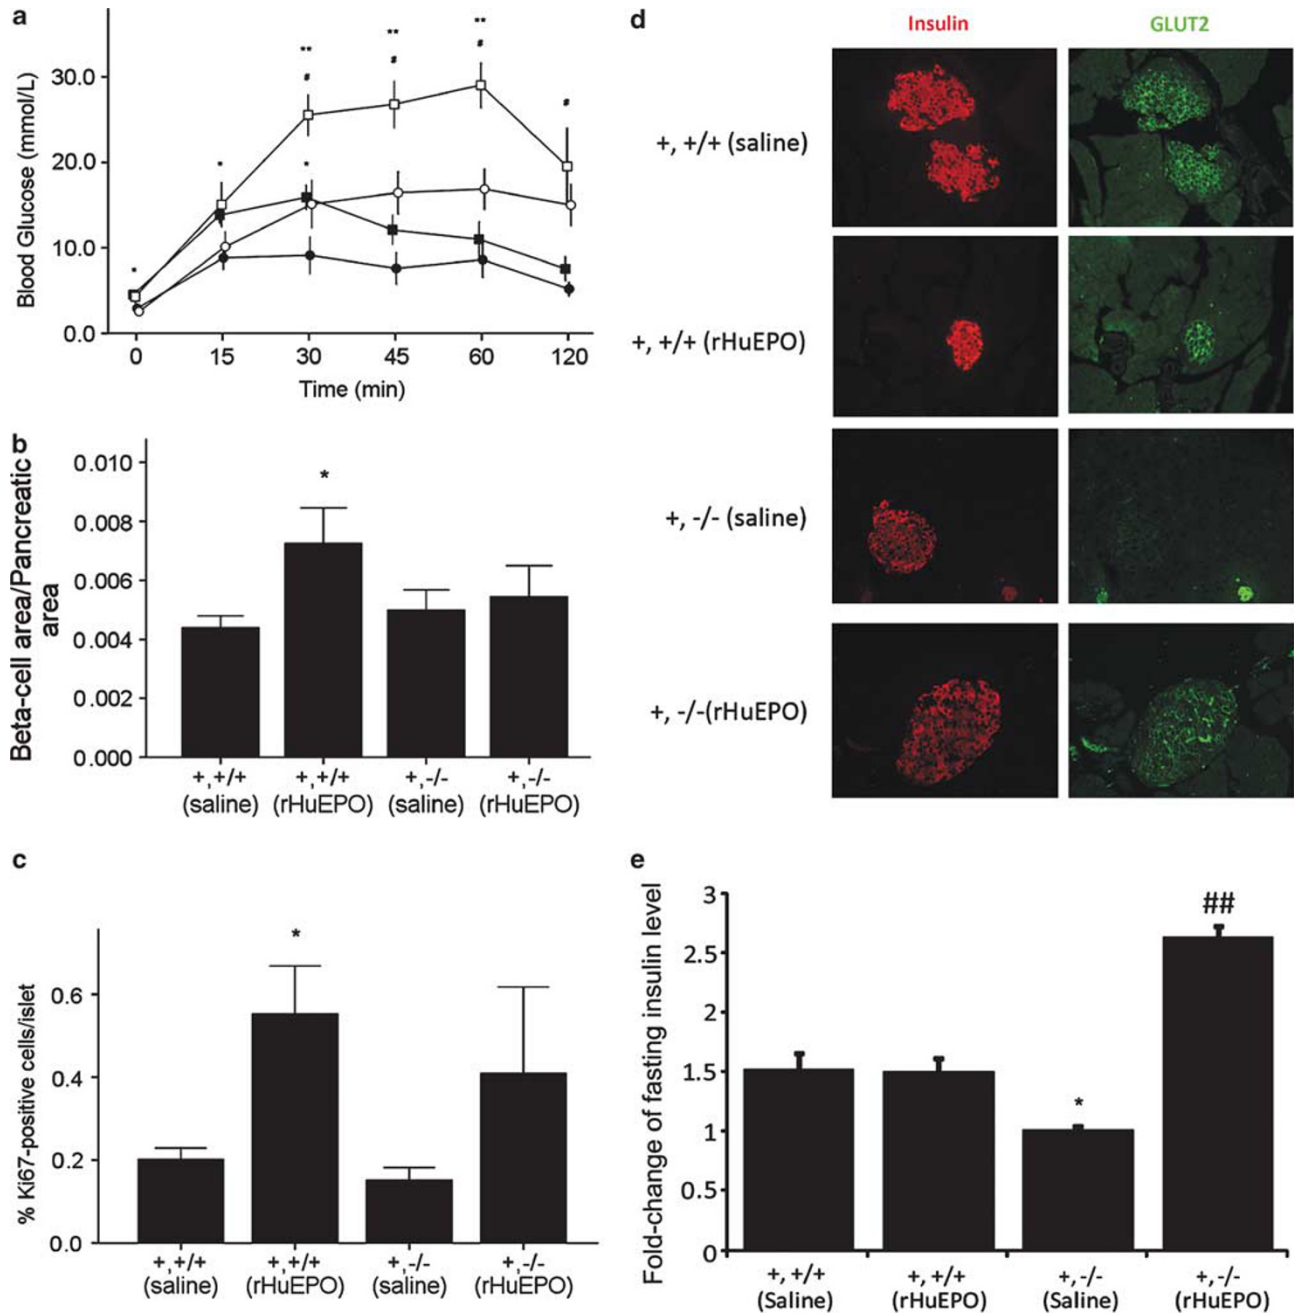 a
Blood Glucose (mmol/L)
** ** **
* * # # # #
*
30.0
20.0
10.0
0.0
0 15 30 45 60 120
Time (min)
b
Beta-cell area/Pancreatic
area
0.010
0.008
0.006
0.004
0.002
0.000
*
+,+/+ +,+/+ +,-/- +,-/-
(saline) (rHuEPO) (saline) (rHuEPO)
c
% Ki67-positive cells/islet
0.6
0.4
0.2
0.0
*
+,+/+ +,+/+ +,-/- +,-/-
(saline) (rHuEPO) (saline) (rHuEPO)
d
Insulin GLUT2
+, +/+ (saline)
+, +/+ (rHuEPO)
+, -/- (saline)
+, -/-(rHuEPO)
e
Fold-change of fasting insulin level
3
2.5
2
1.5
1
0.5
0
*
##
+, +/+ +, +/+ +,-/- +,-/-
(Saline) (rHuEPO) (Saline) (rHuEPO)